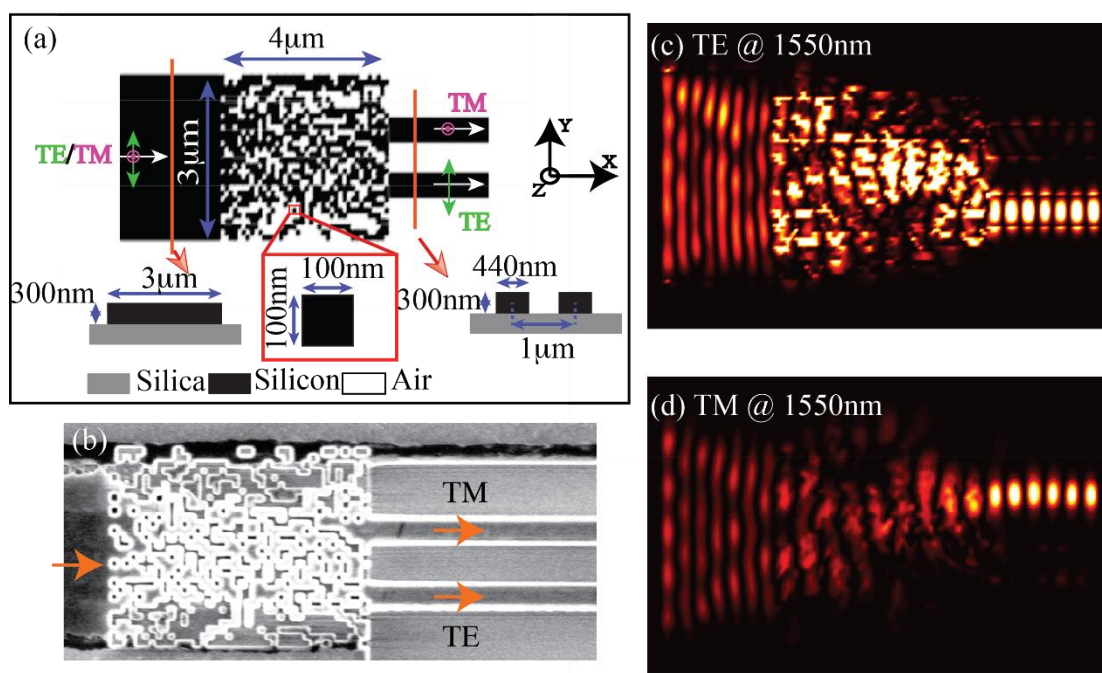 (a)
4μm
3μm
TE/TM
TM
TE
Y
X
Z
300nm
3μm
100nm
100nm
440nm
300nm
1μm
Silica
Silicon
Air
(b)
TM
TE
(c) TE @ 1550nm
(d) TM @ 1550nm